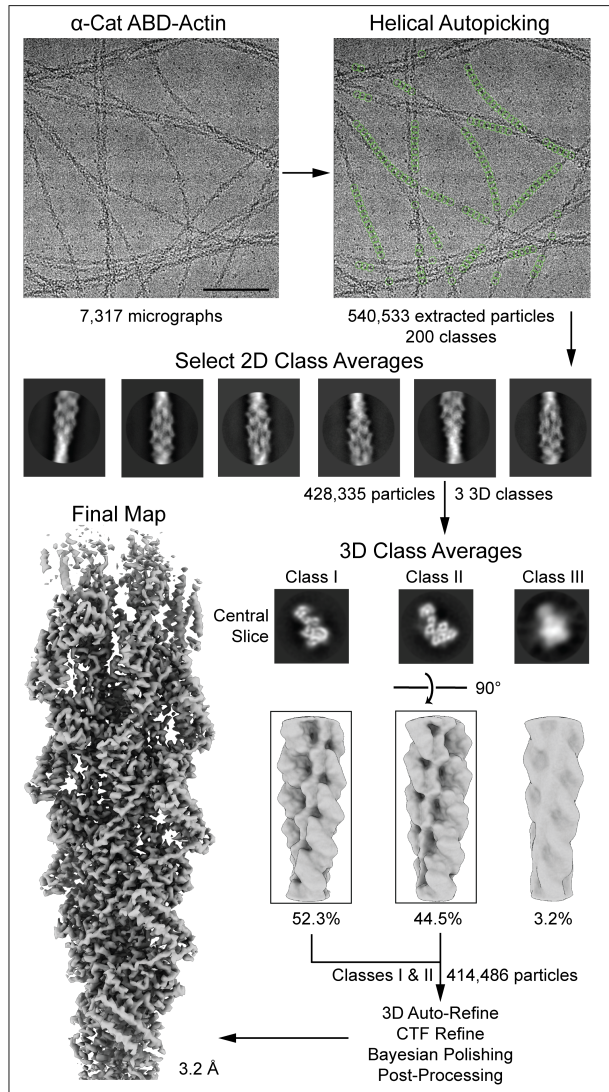 α-Cat ABD-Actin
Helical Autopicking
7,317 micrographs
540,533 extracted particles
200 classes
Select 2D Class Averages
428,335 particles
3 3D classes
Final Map
3D Class Averages
Class I
Class II
Class III
Central
Slice
90°
52.3%
44.5%
3.2%
Classes I & II
414,486 particles
3D Auto-Refine
CTF Refine
Bayesian Polishing
Post-Processing
3.2 Å